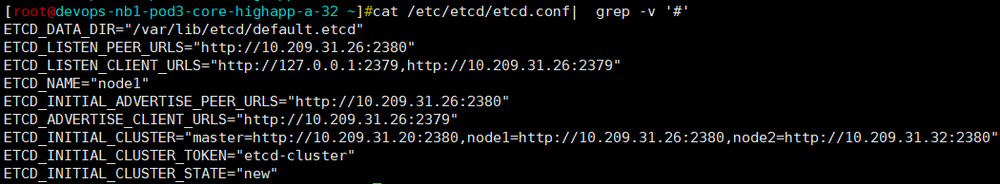 [root@devops-nb1-pod3-core-highapp-a-32 ~]#cat /etc/etcd/etcd.conf|  grep -v '#'
ETCD_DATA_DIR="/var/lib/etcd/default.etcd"
ETCD_LISTEN_PEER_URLS="http://10.209.31.26:2380"
ETCD_LISTEN_CLIENT_URLS="http://127.0.0.1:2379,http://10.209.31.26:2379"
ETCD_NAME="node1"
ETCD_INITIAL_ADVERTISE_PEER_URLS="http://10.209.31.26:2380"
ETCD_ADVERTISE_CLIENT_URLS="http://10.209.31.26:2379"
ETCD_INITIAL_CLUSTER="master=http://10.209.31.20:2380,node1=http://10.209.31.26:2380,node2=http://10.209.31.32:2380"
ETCD_INITIAL_CLUSTER_TOKEN="etcd-cluster"
ETCD_INITIAL_CLUSTER_STATE="new"